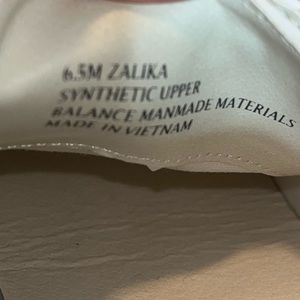 6.5M ZALIKA
SYNTHETIC UPPER
BALANCE MANMADE MATERIALS
MADE IN VIETNAM